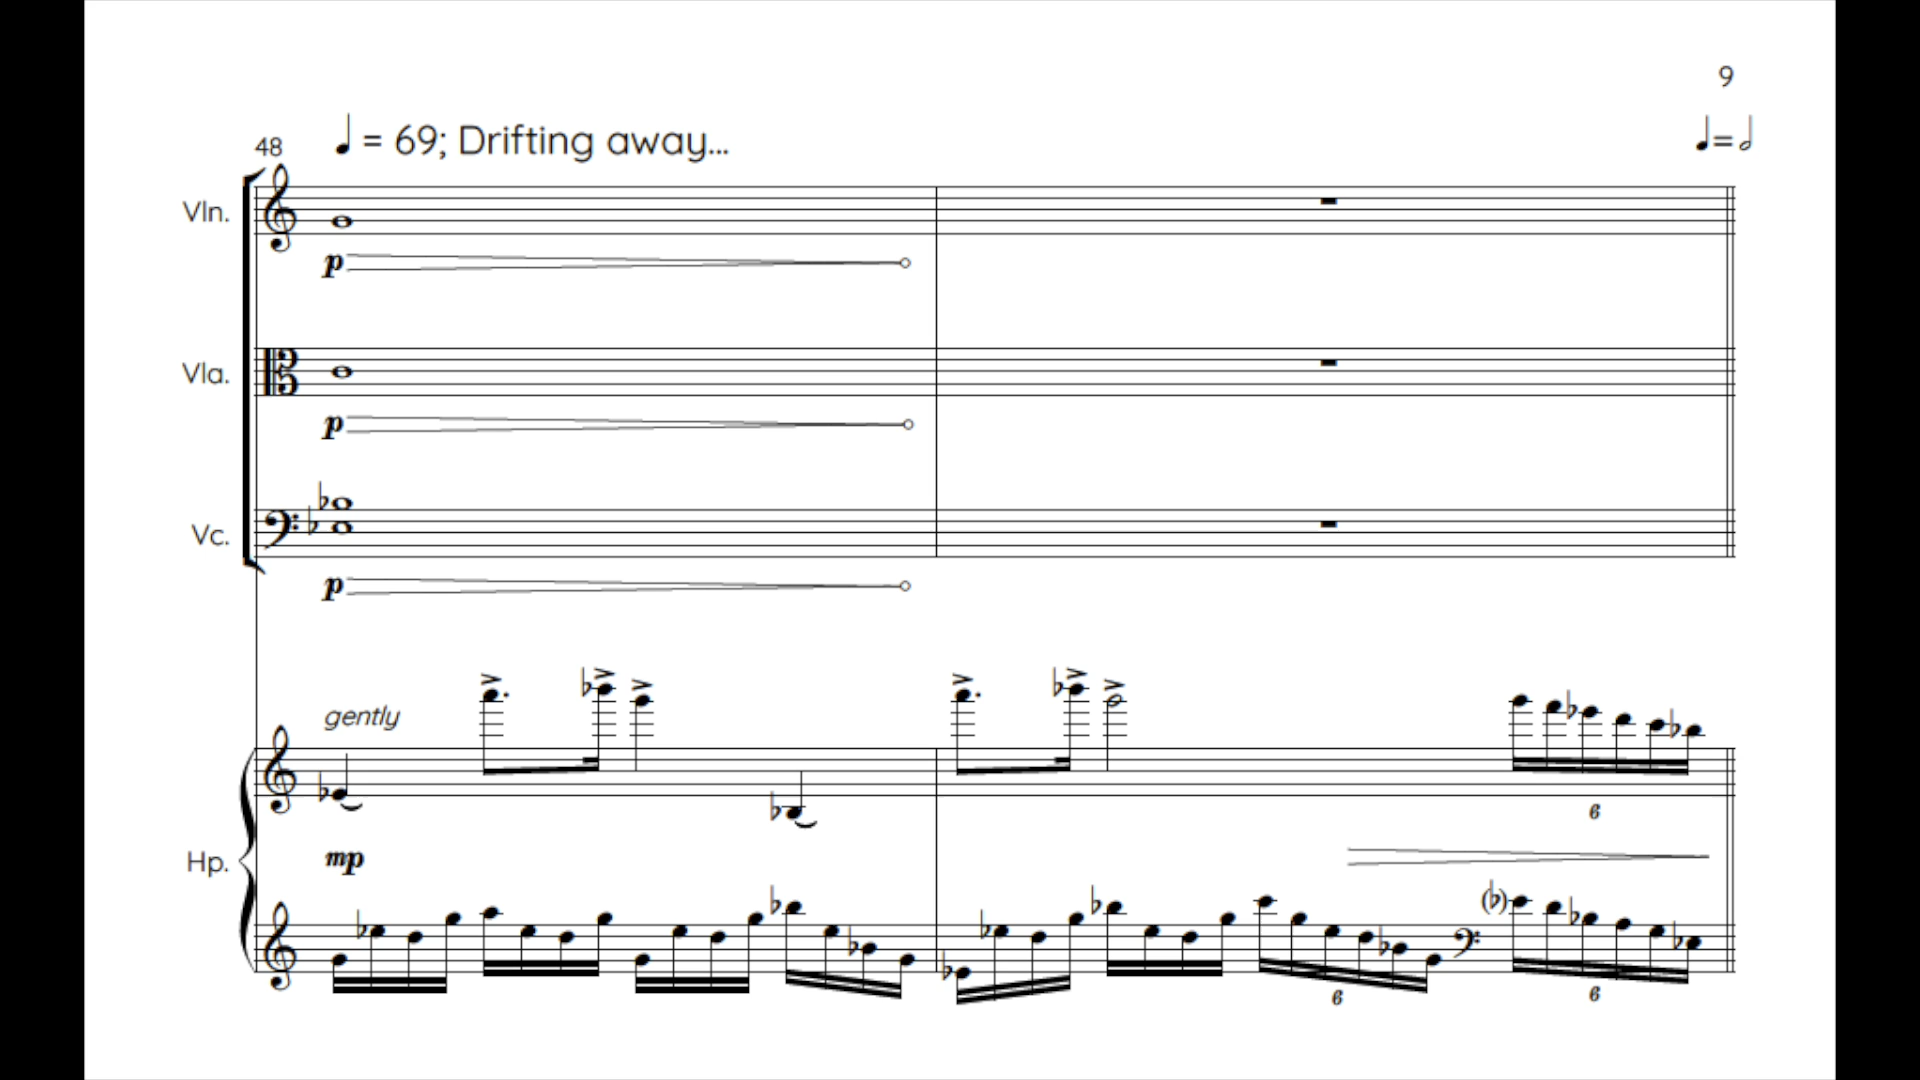 9
48 ♩ = 69; Drifting away... ♩=𝅗𝅥
Vln.
p
Vla.
p
Vc.
p
gently
6
Hp.
mp
6
6